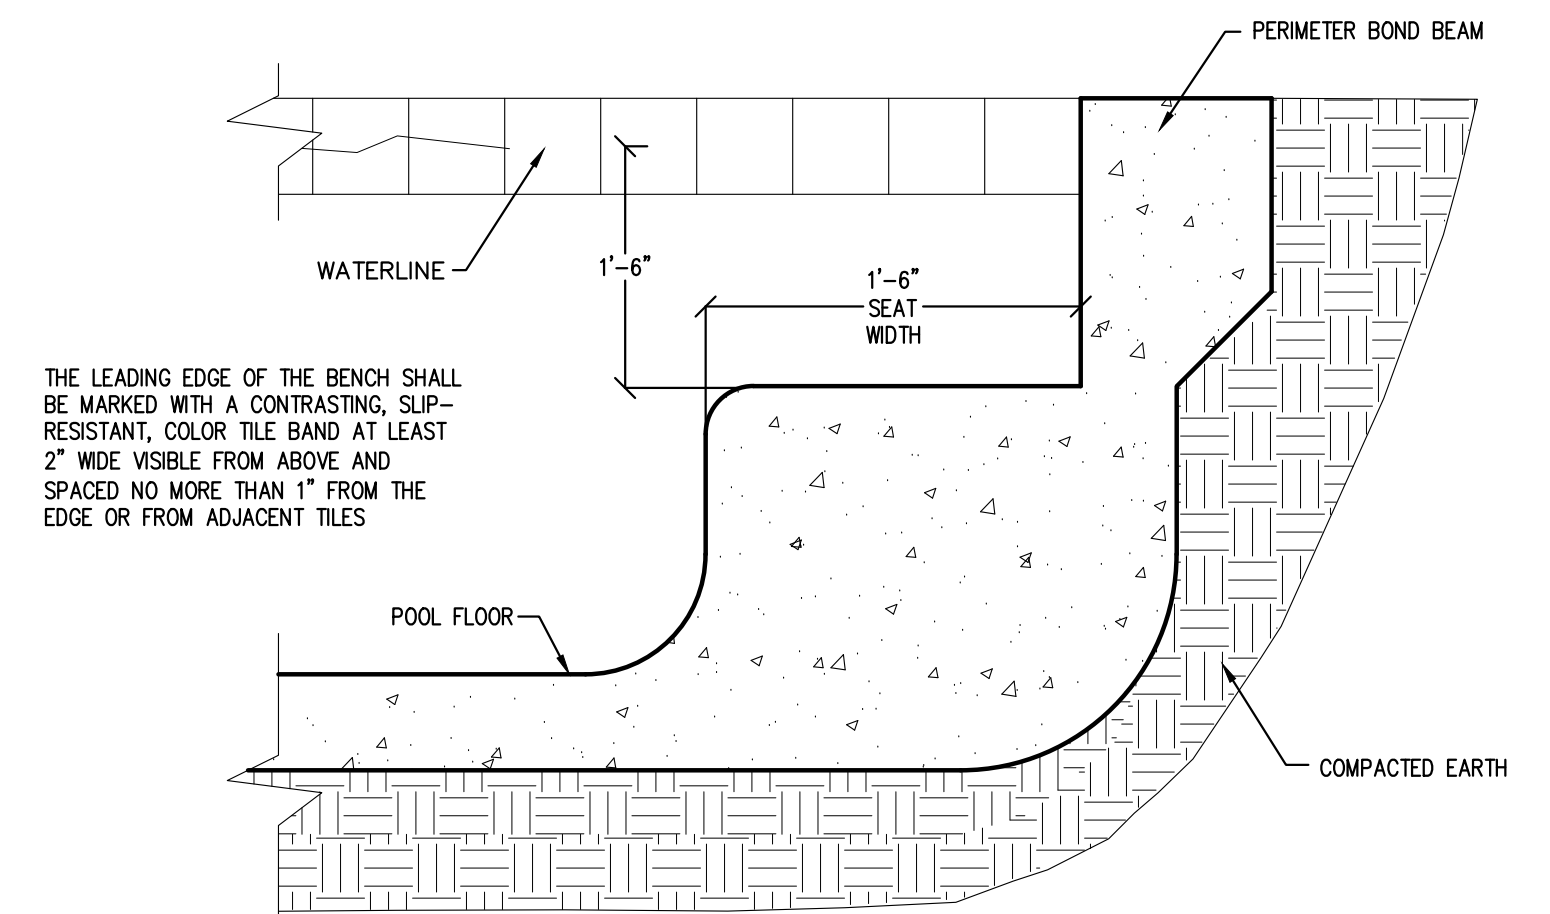 PERIMETER BOND BEAM
WATERLINE
1'-6"
1'-6"
SEAT
WIDTH
THE LEADING EDGE OF THE BENCH SHALL
BE MARKED WITH A CONTRASTING, SLIP-
RESISTANT, COLOR TILE BAND AT LEAST
2" WIDE VISIBLE FROM ABOVE AND
SPACED NO MORE THAN 1" FROM THE
EDGE OR FROM ADJACENT TILES
POOL FLOOR
COMPACTED EARTH